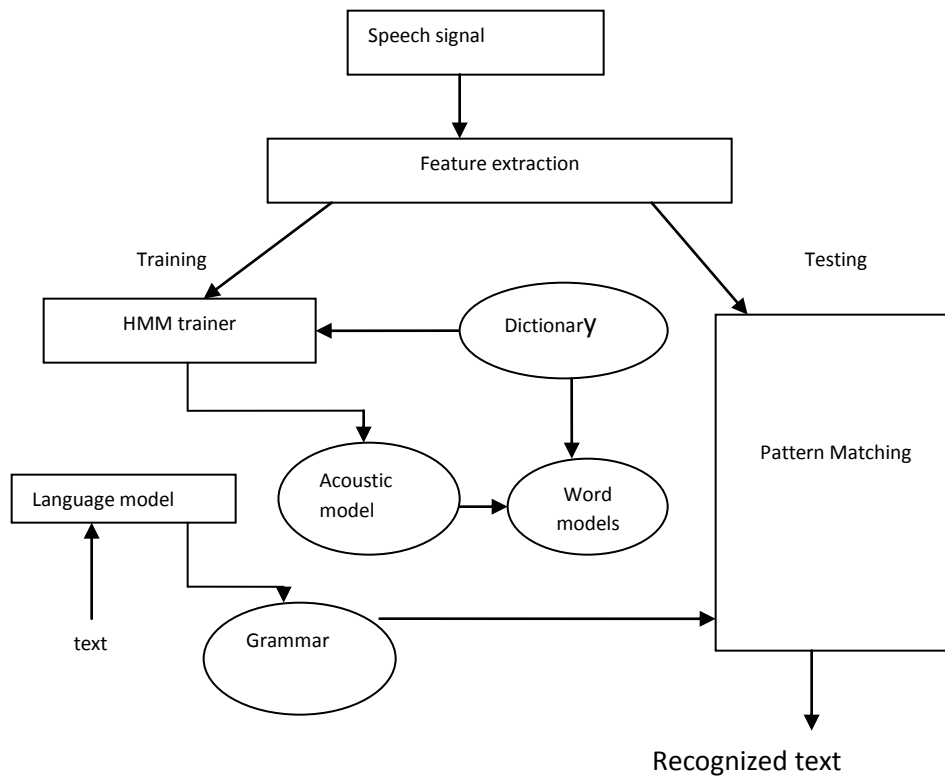 Speech signal
Feature extraction
Training
Testing
HMM trainer
Dictionary
Pattern Matching
Acoustic
model
Word
models
Language model
text
Grammar
Recognized text